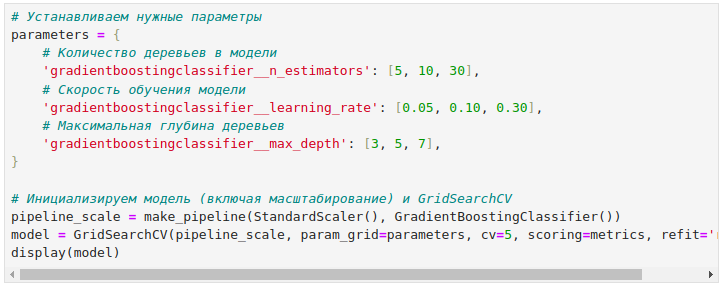 # Устанавливаем нужные параметры
parameters = {
    # Количество деревьев в модели
    'gradientboostingclassifier__n_estimators': [5, 10, 30],
    # Скорость обучения модели
    'gradientboostingclassifier__learning_rate': [0.05, 0.10, 0.30],
    # Максимальная глубина деревьев
    'gradientboostingclassifier__max_depth': [3, 5, 7],
}

# Инициализируем модель (включая масштабирование) и GridSearchCV
pipeline_scale = make_pipeline(StandardScaler(), GradientBoostingClassifier())
model = GridSearchCV(pipeline_scale, param_grid=parameters, cv=5, scoring=metrics, refit='
display(model)